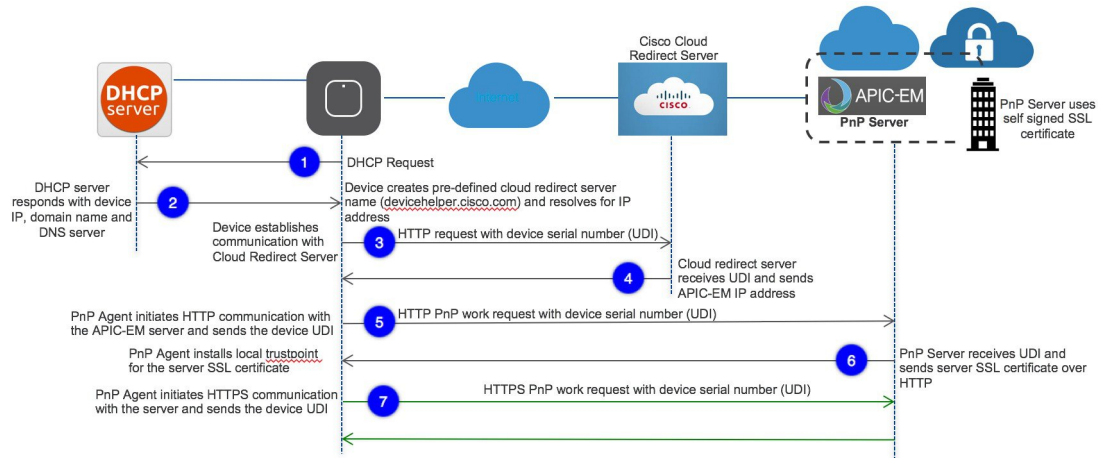 Cisco Cloud
Redirect Server
DHCP
server
Internet
CISCO
APIC-EM
PnP Server
PnP Server uses
self signed SSL
certificate
1
DHCP Request
DHCP server
responds with device
IP, domain name and
DNS server
2
Device creates pre-defined cloud redirect server
name (devicehelper.cisco.com) and resolves for IP
address
Device establishes
communication with
Cloud Redirect Server
3
HTTP request with device serial number (UDI)
4
Cloud redirect server
receives UDI and sends
APIC-EM IP address
PnP Agent initiates HTTP communication with
the APIC-EM server and sends the device UDI
5
HTTP PnP work request with device serial number (UDI)
PnP Agent installs local trustpoint
for the server SSL certificate
6
PnP Server receives UDI and
sends server SSL certificate over
HTTP
PnP Agent initiates HTTPS communication
with the server and sends the device UDI
7
HTTPS PnP work request with device serial number (UDI)